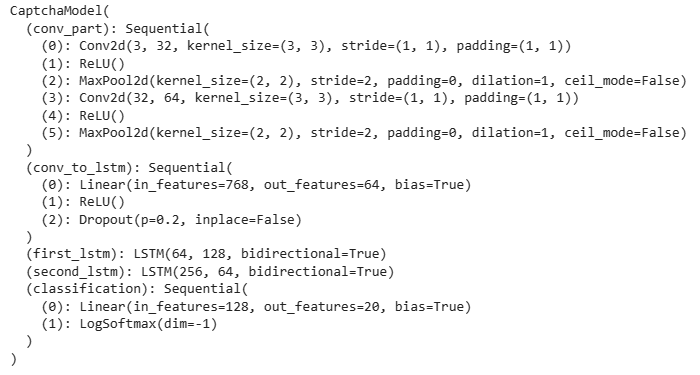 CaptchaModel(
  (conv_part): Sequential(
    (0): Conv2d(3, 32, kernel_size=(3, 3), stride=(1, 1), padding=(1, 1))
    (1): ReLU()
    (2): MaxPool2d(kernel_size=(2, 2), stride=2, padding=0, dilation=1, ceil_mode=False)
    (3): Conv2d(32, 64, kernel_size=(3, 3), stride=(1, 1), padding=(1, 1))
    (4): ReLU()
    (5): MaxPool2d(kernel_size=(2, 2), stride=2, padding=0, dilation=1, ceil_mode=False)
  )
  (conv_to_lstm): Sequential(
    (0): Linear(in_features=768, out_features=64, bias=True)
    (1): ReLU()
    (2): Dropout(p=0.2, inplace=False)
  )
  (first_lstm): LSTM(64, 128, bidirectional=True)
  (second_lstm): LSTM(256, 64, bidirectional=True)
  (classification): Sequential(
    (0): Linear(in_features=128, out_features=20, bias=True)
    (1): LogSoftmax(dim=-1)
  )
)